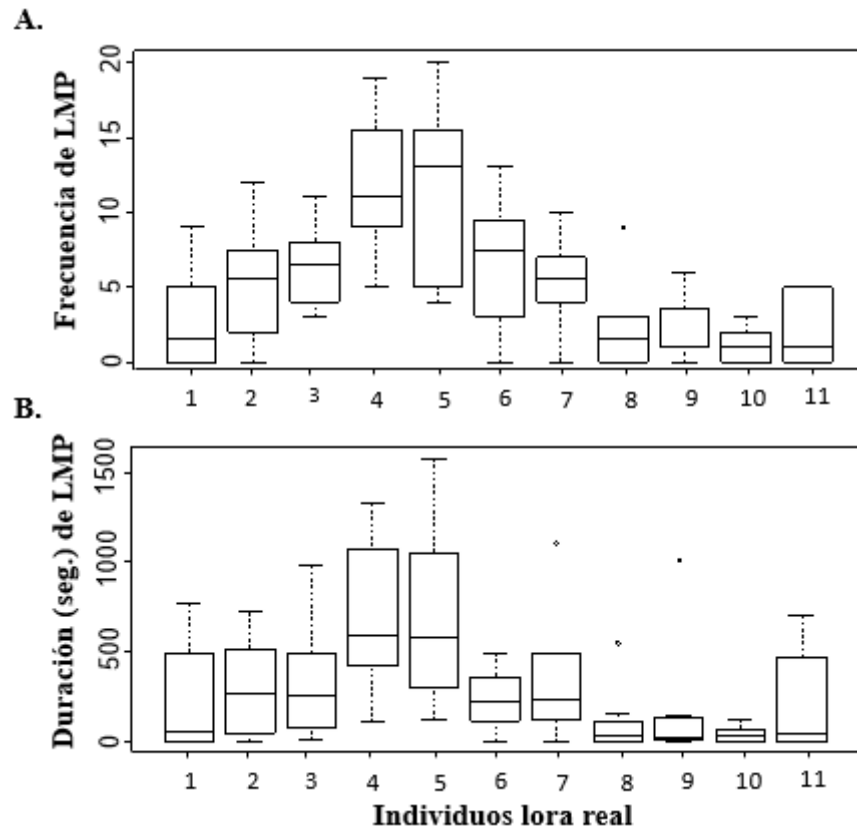 A.
Frecuencia de LMP
20
15
10
5
0
1 2 3 4 5 6 7 8 9 10 11
B.
Duración (seg.) de LMP
1500
1000
500
0
1 2 3 4 5 6 7 8 9 10 11
Individuos lora real